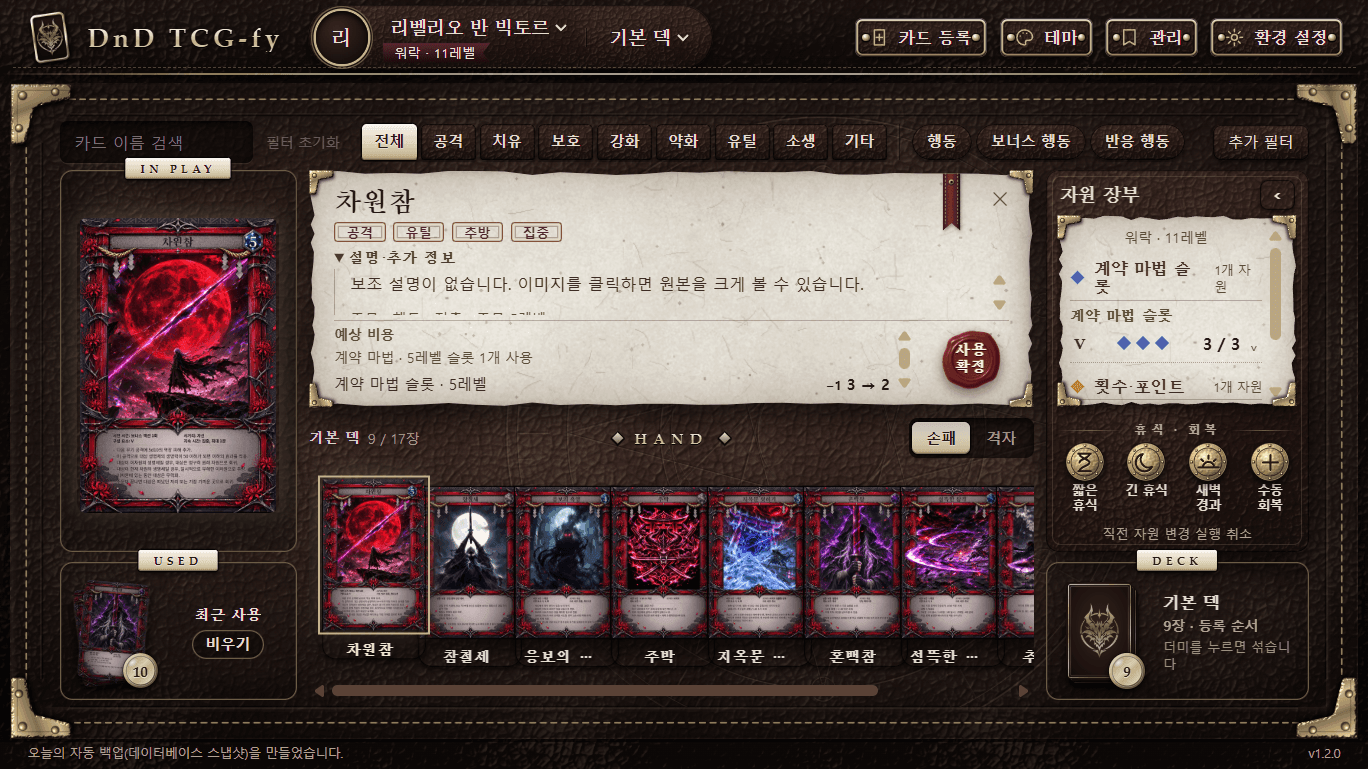 DnD TCG-fy
리
리벨리오 반 빅토르
워락 · 11레벨
기본 덱
카드 등록
테마
관리
환경 설정
카드 이름 검색
필터 초기화
전체
공격
치유
보호
강화
약화
유틸
소생
기타
행동
보너스 행동
반응 행동
추가 필터
IN PLAY
차원참
5
차원참
공격
유틸
추방
집중
▼ 설명·추가 정보
보조 설명이 없습니다. 이미지를 클릭하면 원본을 크게 볼 수 있습니다.
예상 비용
계약 마법 · 5레벨 슬롯 1개 사용
계약 마법 슬롯 · 5레벨
−1 3 → 2
사용
확정
자원 장부
워락 · 11레벨
계약 마법 슬
롯
1개 자
원
계약 마법 슬롯
V
3 / 3
횟수·포인트
1개 자원
휴식 · 회복
짧은
휴식
긴 휴식
새벽
경과
수동
회복
직전 자원 변경 실행 취소
기본 덱 9 / 17장
HAND
손패
격자
차원참
참철세
응보의 ...
주박
지옥문 ...
혼백참
섬뜩한 ...
USED
최근 사용
비우기
10
DECK
기본 덱
9장 · 등록 순서
더미를 누르면 섞습니
다
9
오늘의 자동 백업(데이터베이스 스냅샷)을 만들었습니다.
v1.2.0